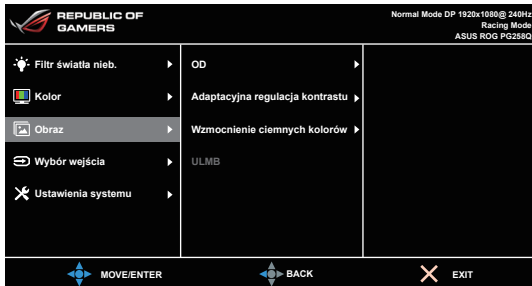 REPUBLIC OF
GAMERS
Normal Mode DP 1920x1080@ 240Hz
Racing Mode
ASUS ROG PG258Q
Filtr światła nieb.
Kolor
Obraz
Wybór wejścia
Ustawienia systemu
OD
Adaptacyjna regulacja kontrastu
Wzmocnienie ciemnych kolorów
ULMB
MOVE/ENTER
BACK
EXIT